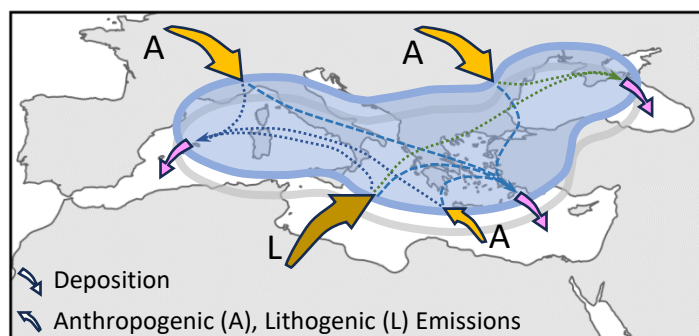 A
A
L
A
Deposition
Anthropogenic (A), Lithogenic (L) Emissions